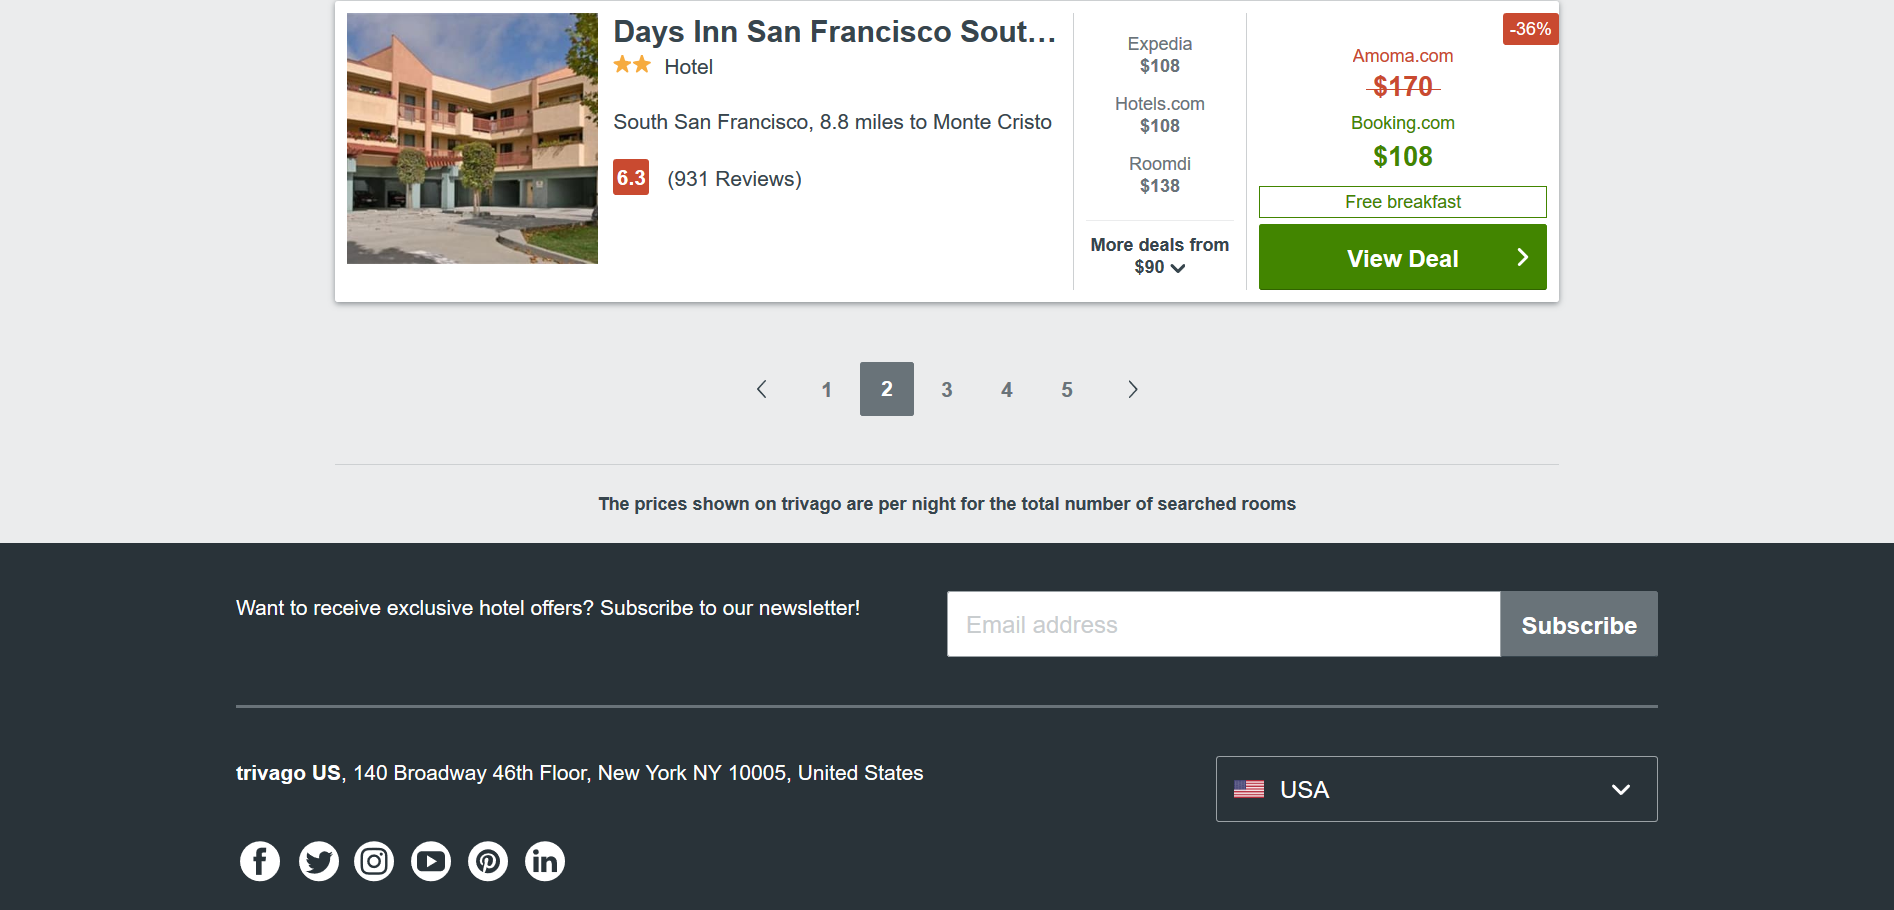 Days Inn San Francisco Sout...
Hotel
South San Francisco, 8.8 miles to Monte Cristo
6.3 (931 Reviews)
Expedia
$108
Hotels.com
$108
Roomdi
$138
More deals from
$90
-36%
Amoma.com
$170
Booking.com
$108
Free breakfast
View Deal
1 2 3 4 5
The prices shown on trivago are per night for the total number of searched rooms
Want to receive exclusive hotel offers? Subscribe to our newsletter!
Email address
Subscribe
trivago US, 140 Broadway 46th Floor, New York NY 10005, United States
USA